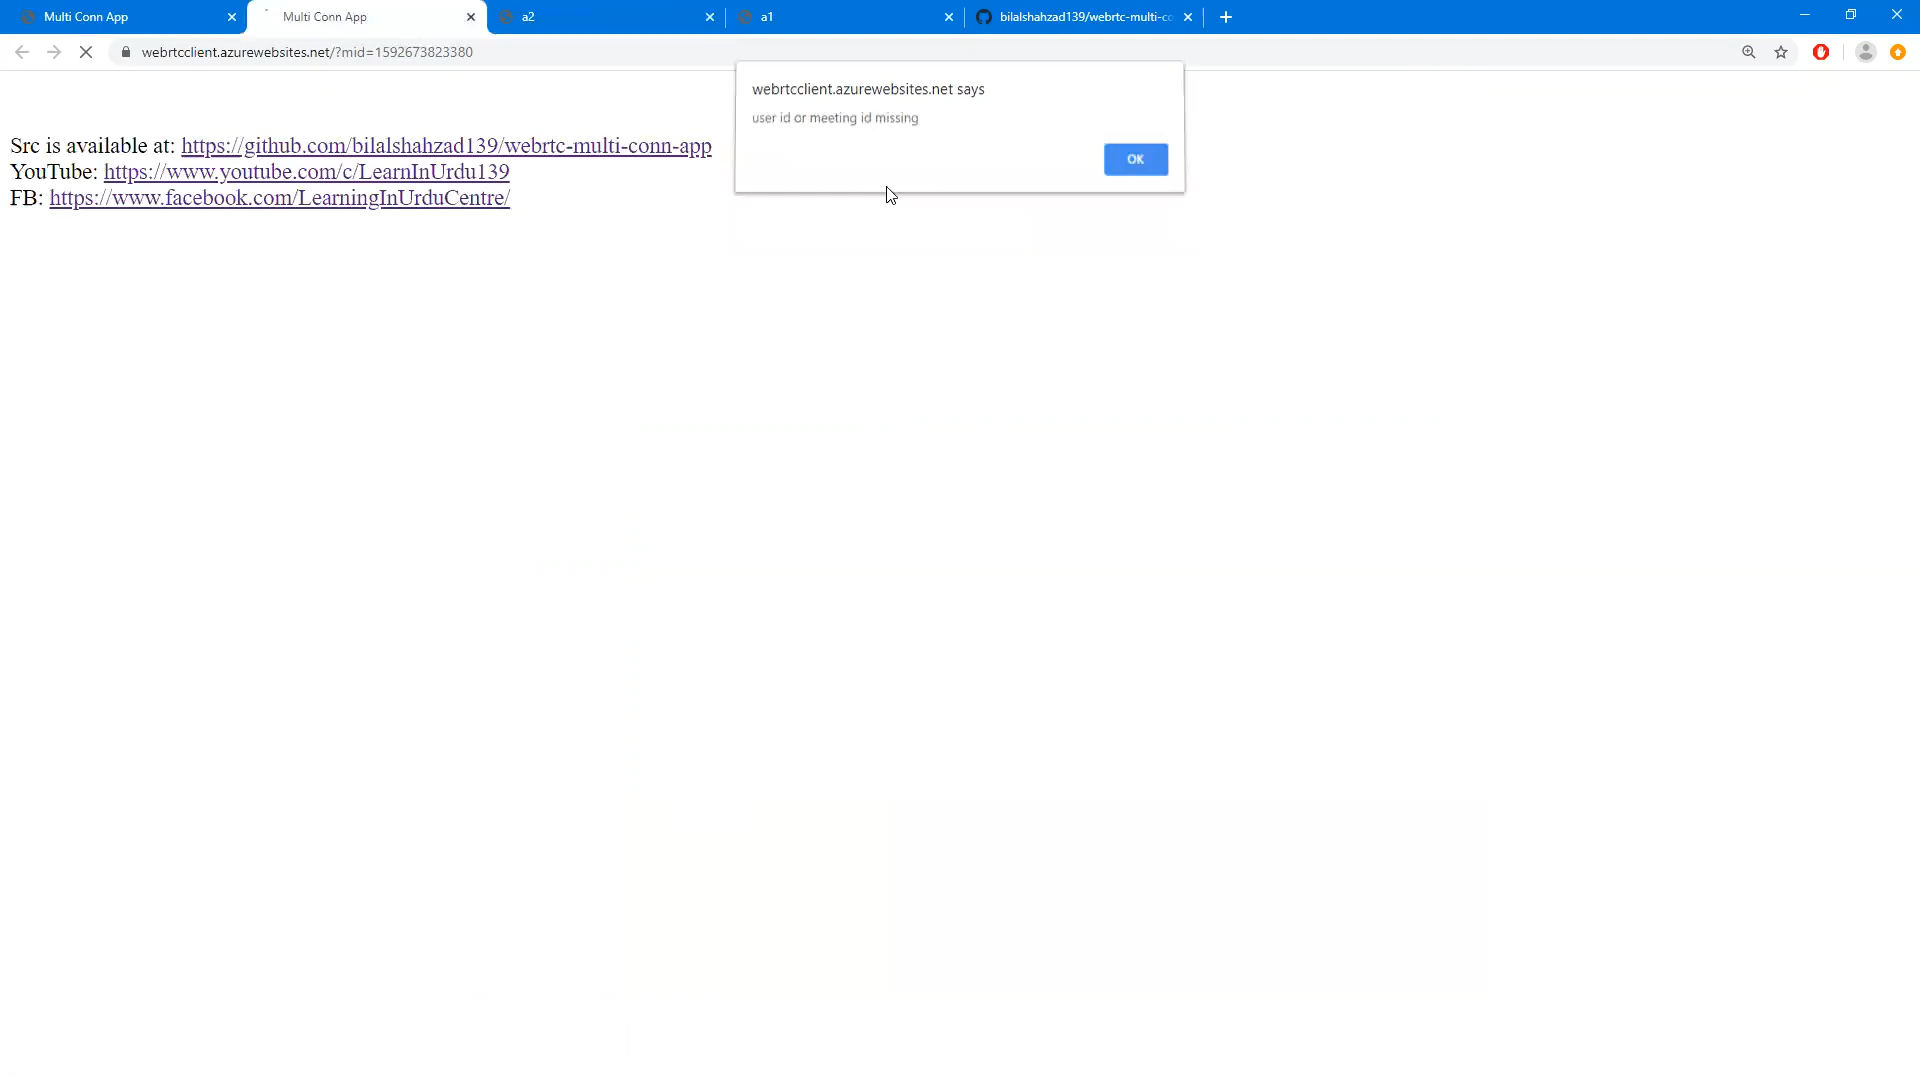 Multi Conn App
Multi Conn App
a2
a1
bilalshahzad139/webrtc-multi-co
webrtcclient.azurewebsites.net/?mid=1592673823380
webrtcclient.azurewebsites.net says
user id or meeting id missing
OK
Src is available at: https://github.com/bilalshahzad139/webrtc-multi-conn-app
YouTube: https://www.youtube.com/c/LearnInUrdu139
FB: https://www.facebook.com/LearningInUrduCentre/